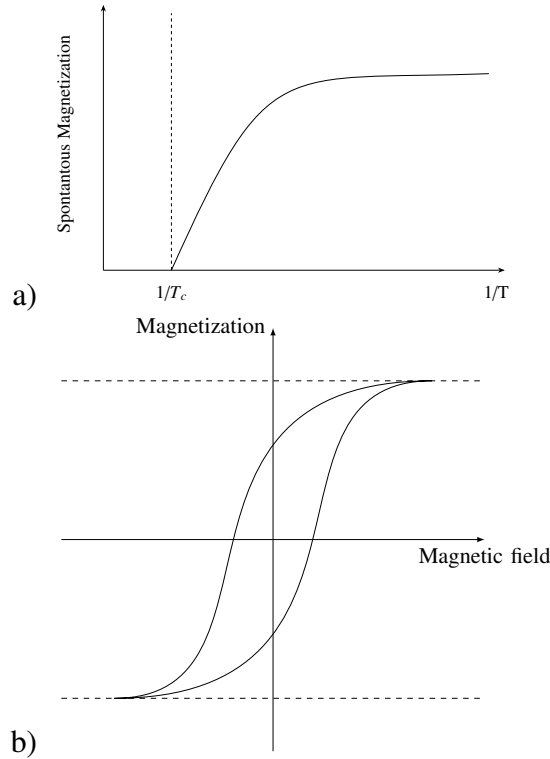 Spontantous Magnetization
1/T_c
1/T
a)
Magnetization
Magnetic field
b)